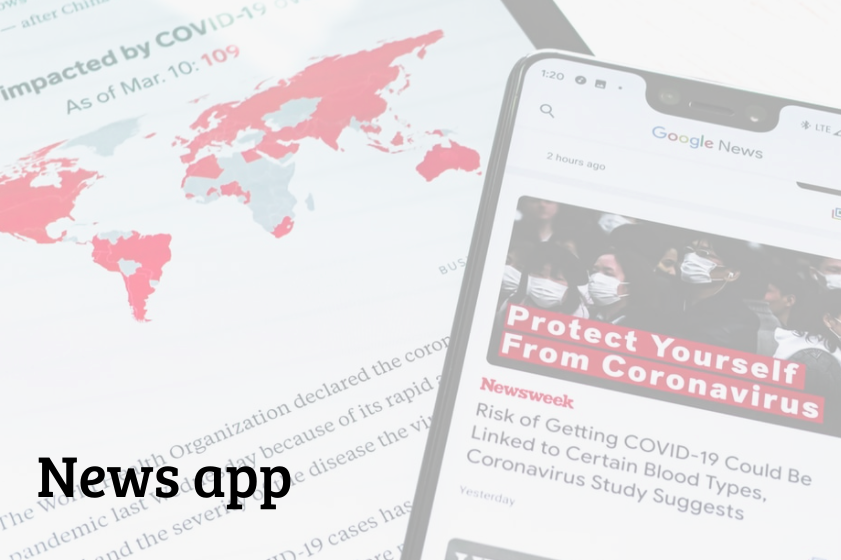 — after China
impacted by COVID-19
As of Mar. 10: 109
BUS
The World Health Organization declared the coron
pandemic last Wednesday because of its rapid
and the severity of the disease the vir
COVID-19 cases has
1:20
LTE
Google News
2 hours ago
Protect Yourself
From Coronavirus
Newsweek
Risk of Getting COVID-19 Could Be
Linked to Certain Blood Types,
Coronavirus Study Suggests
Yesterday
News app